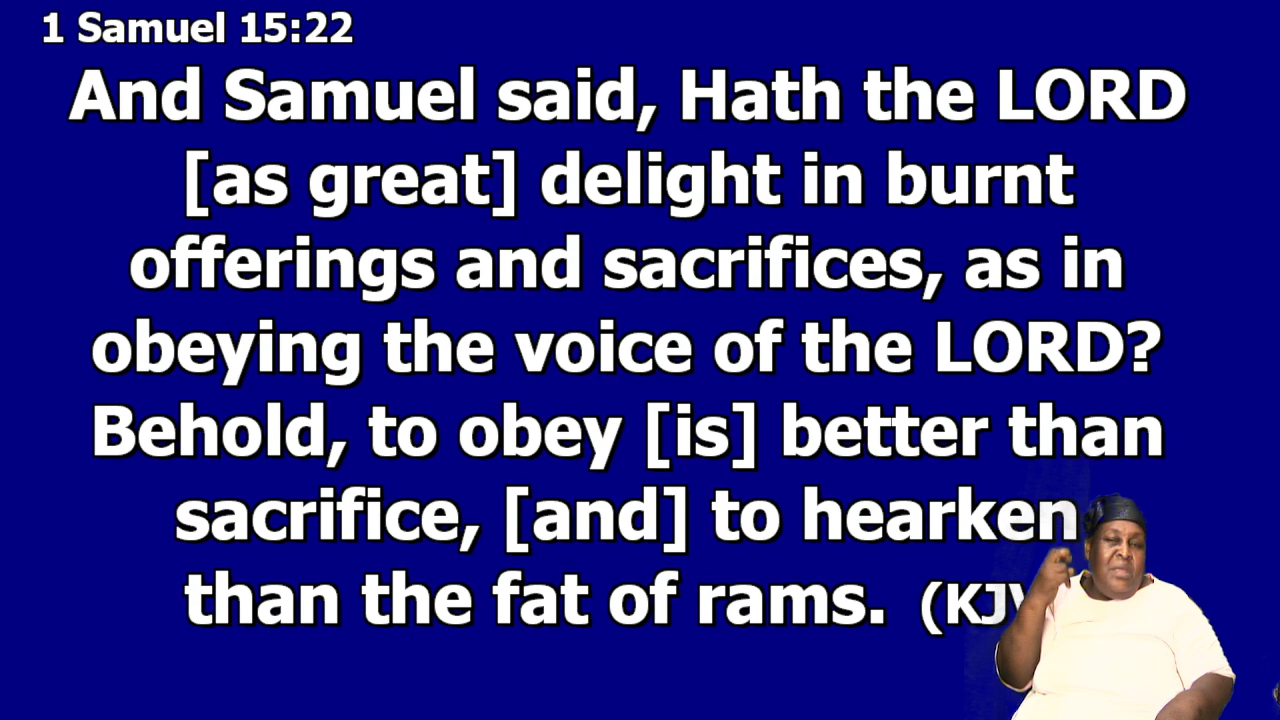 1 Samuel 15:22
And Samuel said, Hath the LORD
[as great] delight in burnt
offerings and sacrifices, as in
obeying the voice of the LORD?
Behold, to obey [is] better than
sacrifice, [and] to hearken
than the fat of rams. (KJV